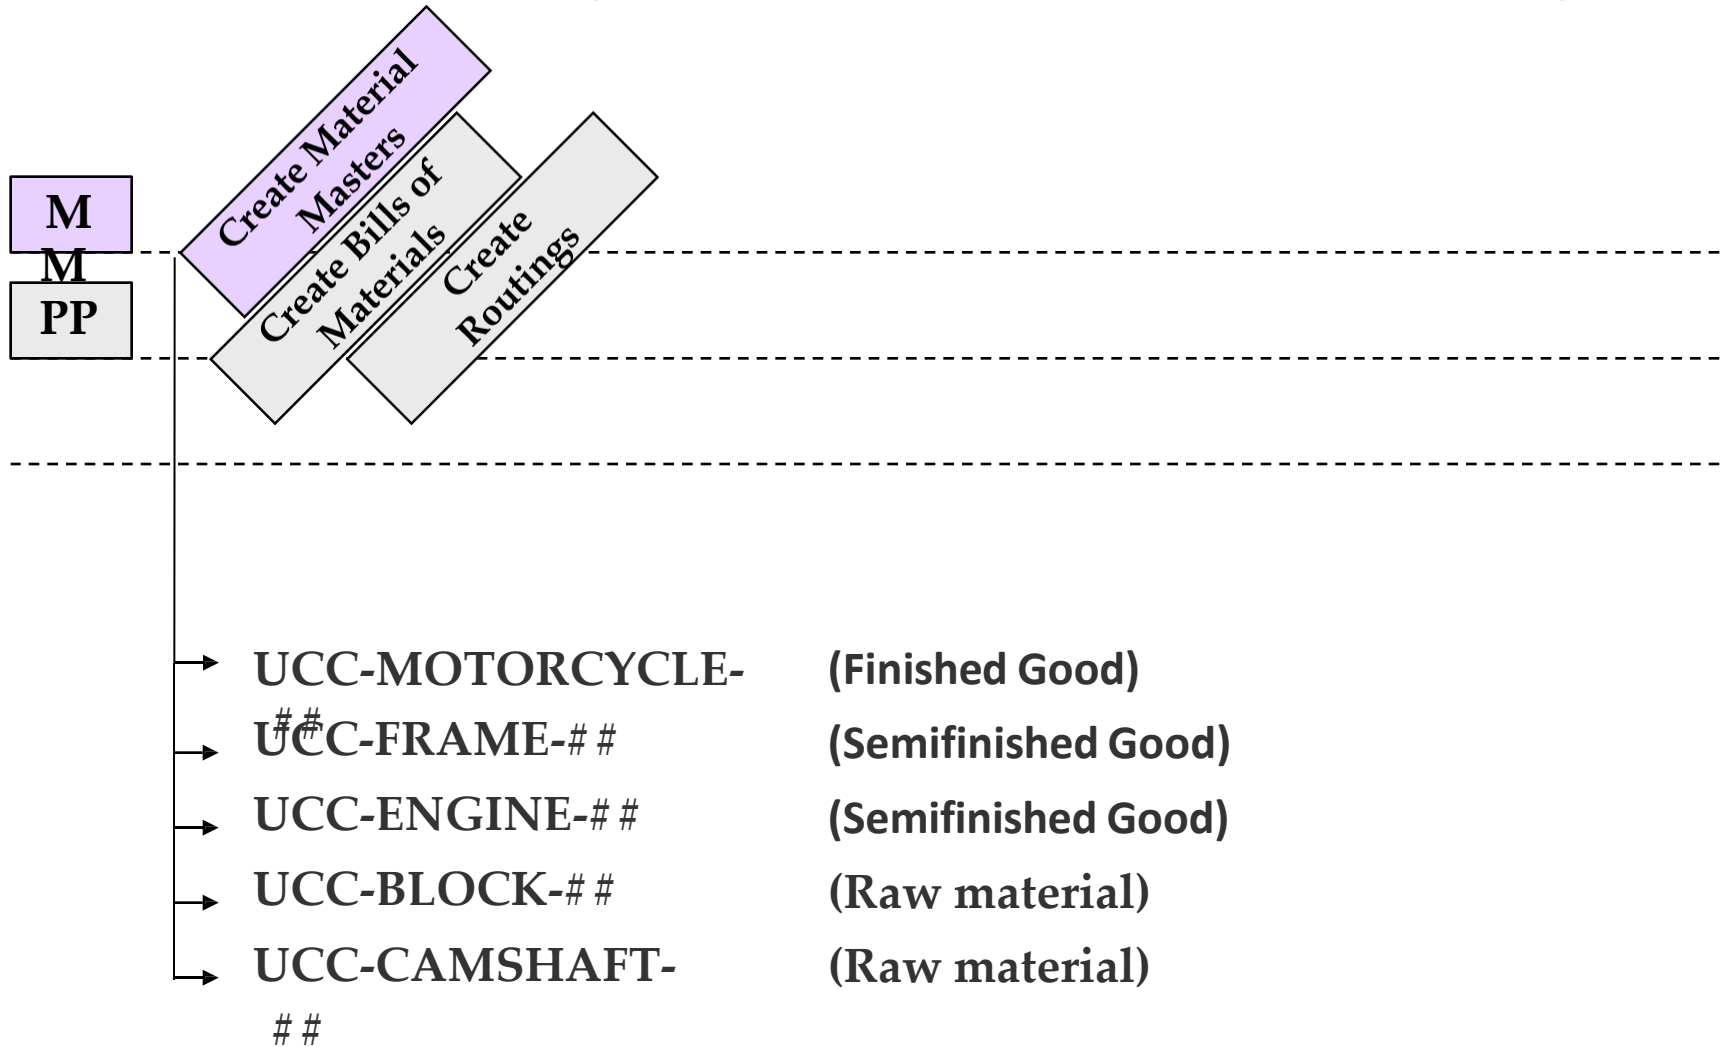 Create Material
Masters
Create Bills of
Materials
Create
Routings
M
M
PP
UCC-MOTORCYCLE-
##
(Finished Good)
UCC-FRAME-##
(Semifinished Good)
UCC-ENGINE-##
(Semifinished Good)
UCC-BLOCK-##
(Raw material)
UCC-CAMSHAFT-
##
(Raw material)